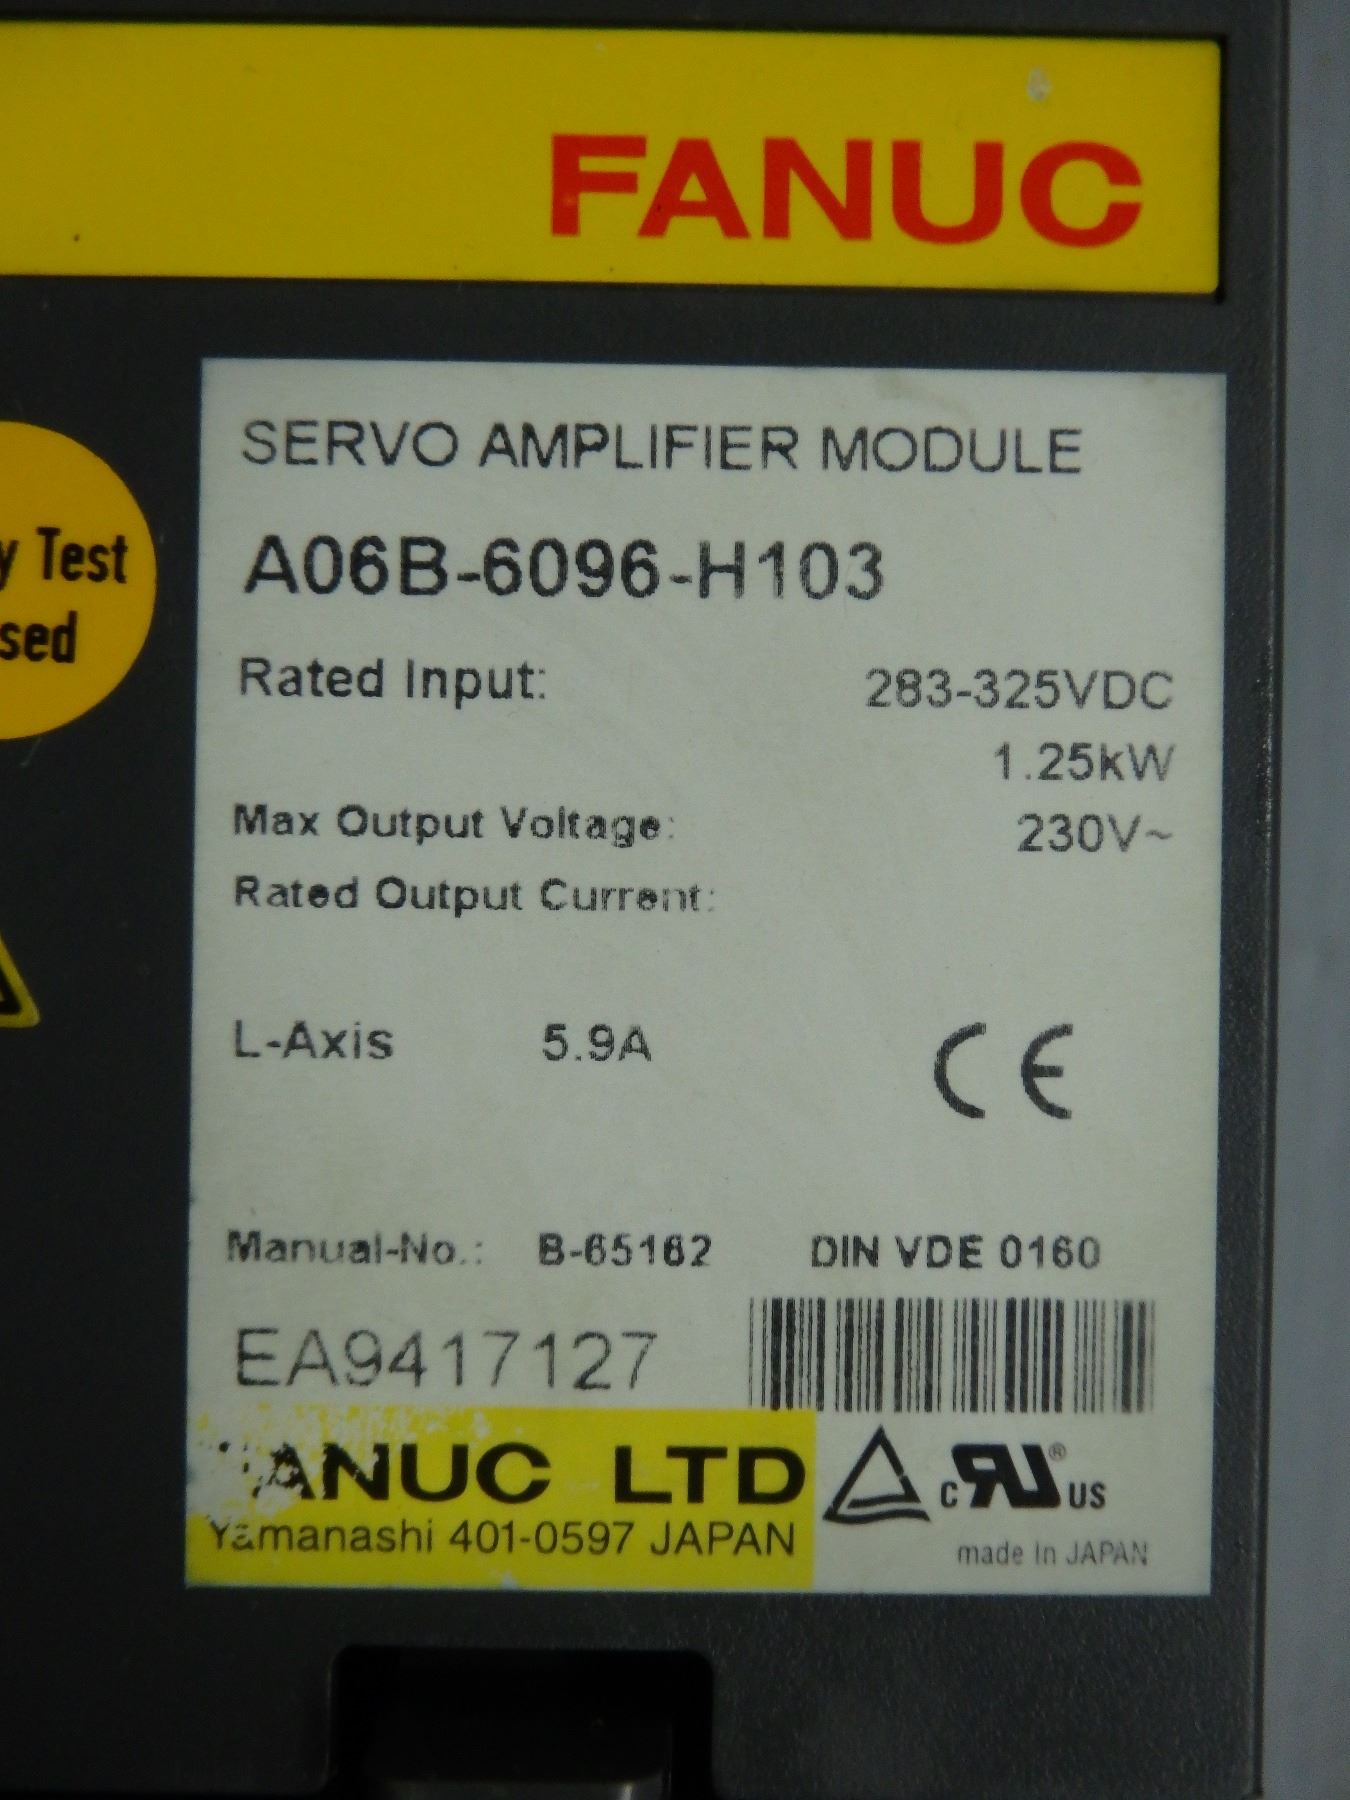 FANUC
SERVO AMPLIFIER MODULE
A06B-6096-H103
Rated Input: 283-325VDC
1.25kW
Max Output Voltage: 230V~
Rated Output Current:
L-Axis 5.9A
CE
Manual-No.: B-65162 DIN VDE 0160
EA9417127
FANUC LTD
Yamanashi 401-0597 JAPAN
c RU ® US
made in JAPAN
y Test
sed